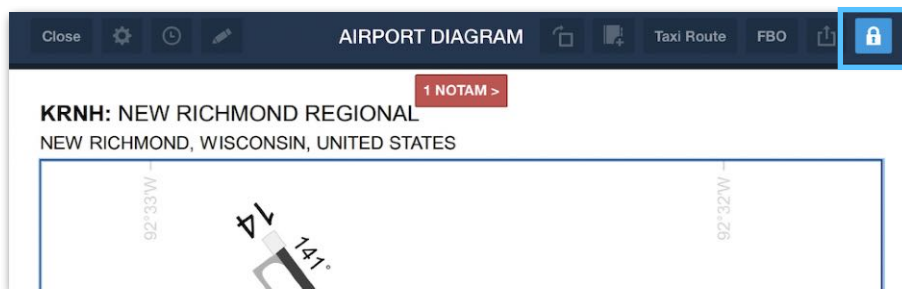 Close AIRPORT DIAGRAM Taxi Route FBO
1 NOTAM >
KRNH: NEW RICHMOND REGIONAL
NEW RICHMOND, WISCONSIN, UNITED STATES
92°33'W
92°32'W
14
141°